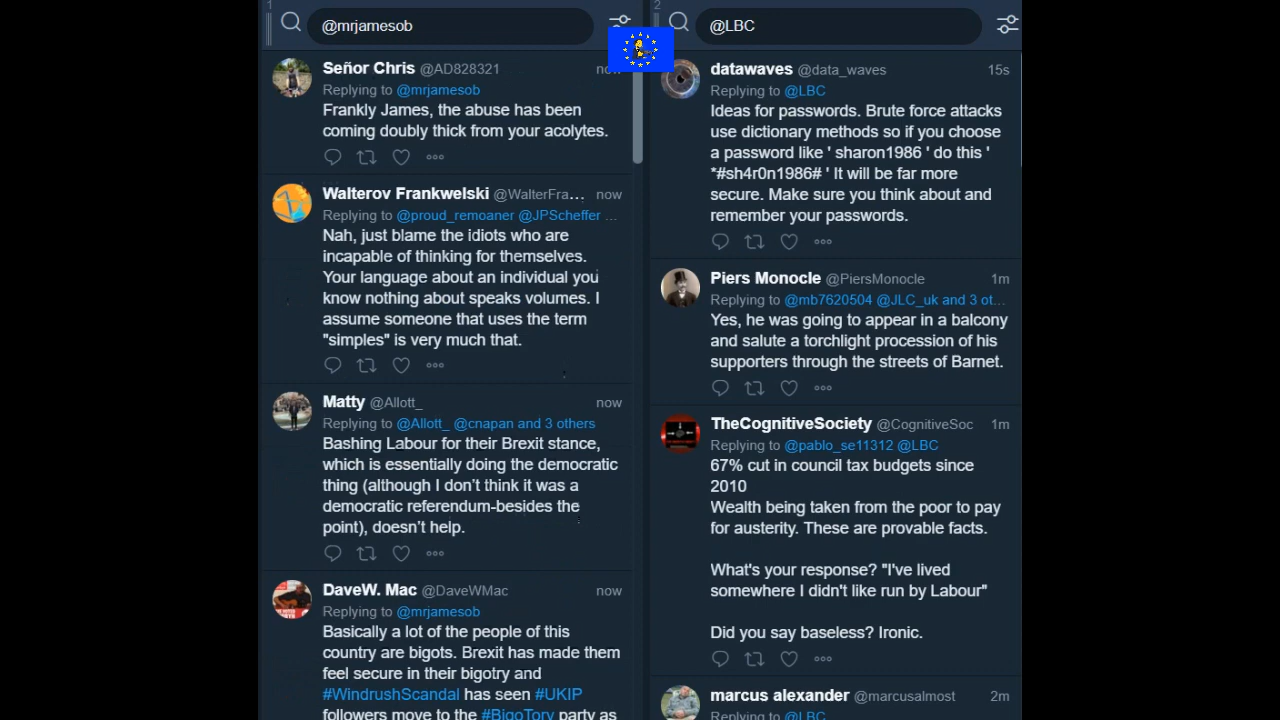 1
@mrjamesob
Señor Chris @AD828321 now
Replying to @mrjamesob
Frankly James, the abuse has been
coming doubly thick from your acolytes.
Walterov Frankwelski @WalterFra... now
Replying to @proud_remoaner @JPScheffer ...
Nah, just blame the idiots who are
incapable of thinking for themselves.
Your language about an individual you
know nothing about speaks volumes. I
assume someone that uses the term
"simples" is very much that.
Matty @Allott_ now
Replying to @Allott_ @cnapan and 3 others
Bashing Labour for their Brexit stance,
which is essentially doing the democratic
thing (although I don't think it was a
democratic referendum-besides the
point), doesn't help.
DaveW. Mac @DaveWMac now
Replying to @mrjamesob
Basically a lot of the people of this
country are bigots. Brexit has made them
feel secure in their bigotry and
#WindrushScandal has seen #UKIP
followers move to the #BigoTory party as
2
@LBC
datawaves @data_waves 15s
Replying to @LBC
Ideas for passwords. Brute force attacks
use dictionary methods so if you choose
a password like ' sharon1986 ' do this '
*#sh4r0n1986# ' It will be far more
secure. Make sure you think about and
remember your passwords.
Piers Monocle @PiersMonocle 1m
Replying to @mb7620504 @JLC_uk and 3 ot...
Yes, he was going to appear in a balcony
and salute a torchlight procession of his
supporters through the streets of Barnet.
TheCognitiveSociety @CognitiveSoc 1m
Replying to @pablo_se11312 @LBC
67% cut in council tax budgets since
2010
Wealth being taken from the poor to pay
for austerity. These are provable facts.
What's your response? "I've lived
somewhere I didn't like run by Labour"
Did you say baseless? Ironic.
marcus alexander @marcusalmost 2m
Replying to @LBC